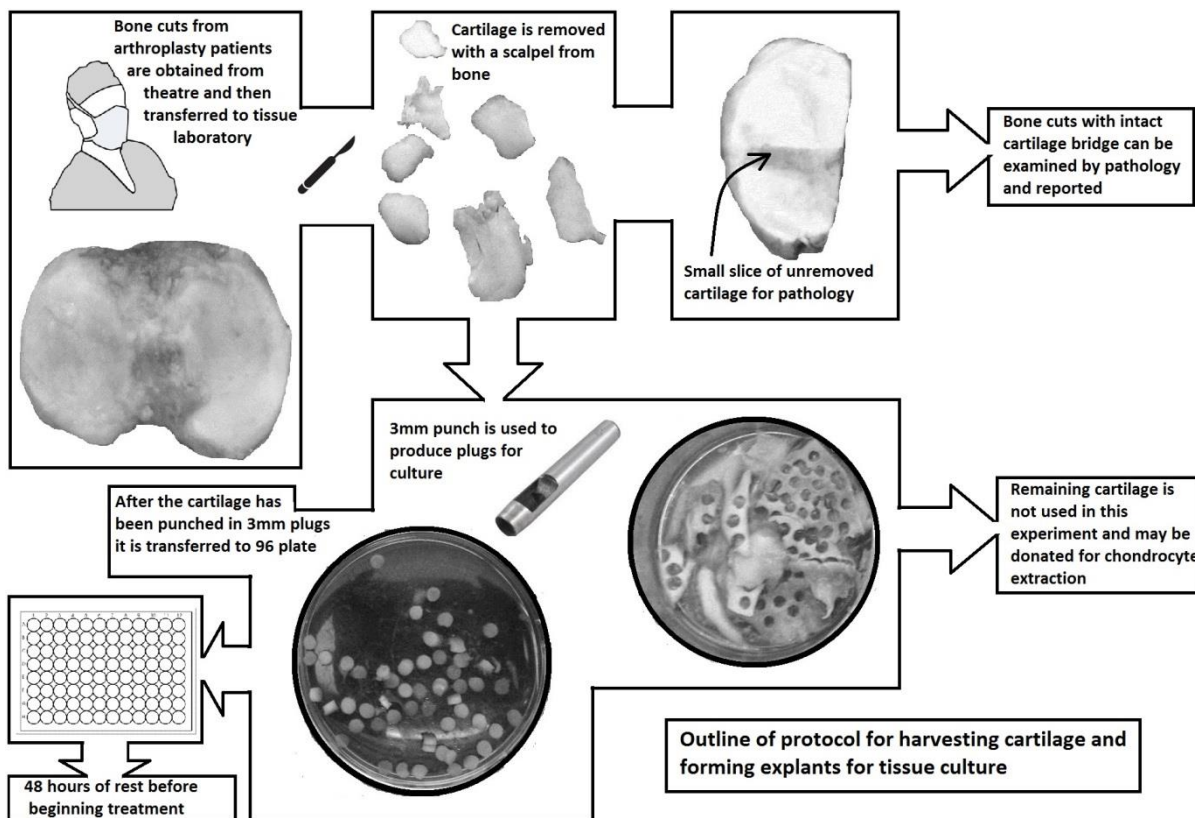 Bone cuts from
arthroplasty patients
are obtained from
theatre and then
transferred to tissue
laboratory
Cartilage is removed
with a scalpel from
bone
Small slice of unremoved
cartilage for pathology
Bone cuts with intact
cartilage bridge can be
examined by pathology
and reported
3mm punch is used to
produce plugs for
culture
Remaining cartilage is
not used in this
experiment and may be
donated for chondrocyte
extraction
After the cartilage has
been punched in 3mm plugs
it is transferred to 96 plate
48 hours of rest before
beginning treatment
Outline of protocol for harvesting cartilage and
forming explants for tissue culture